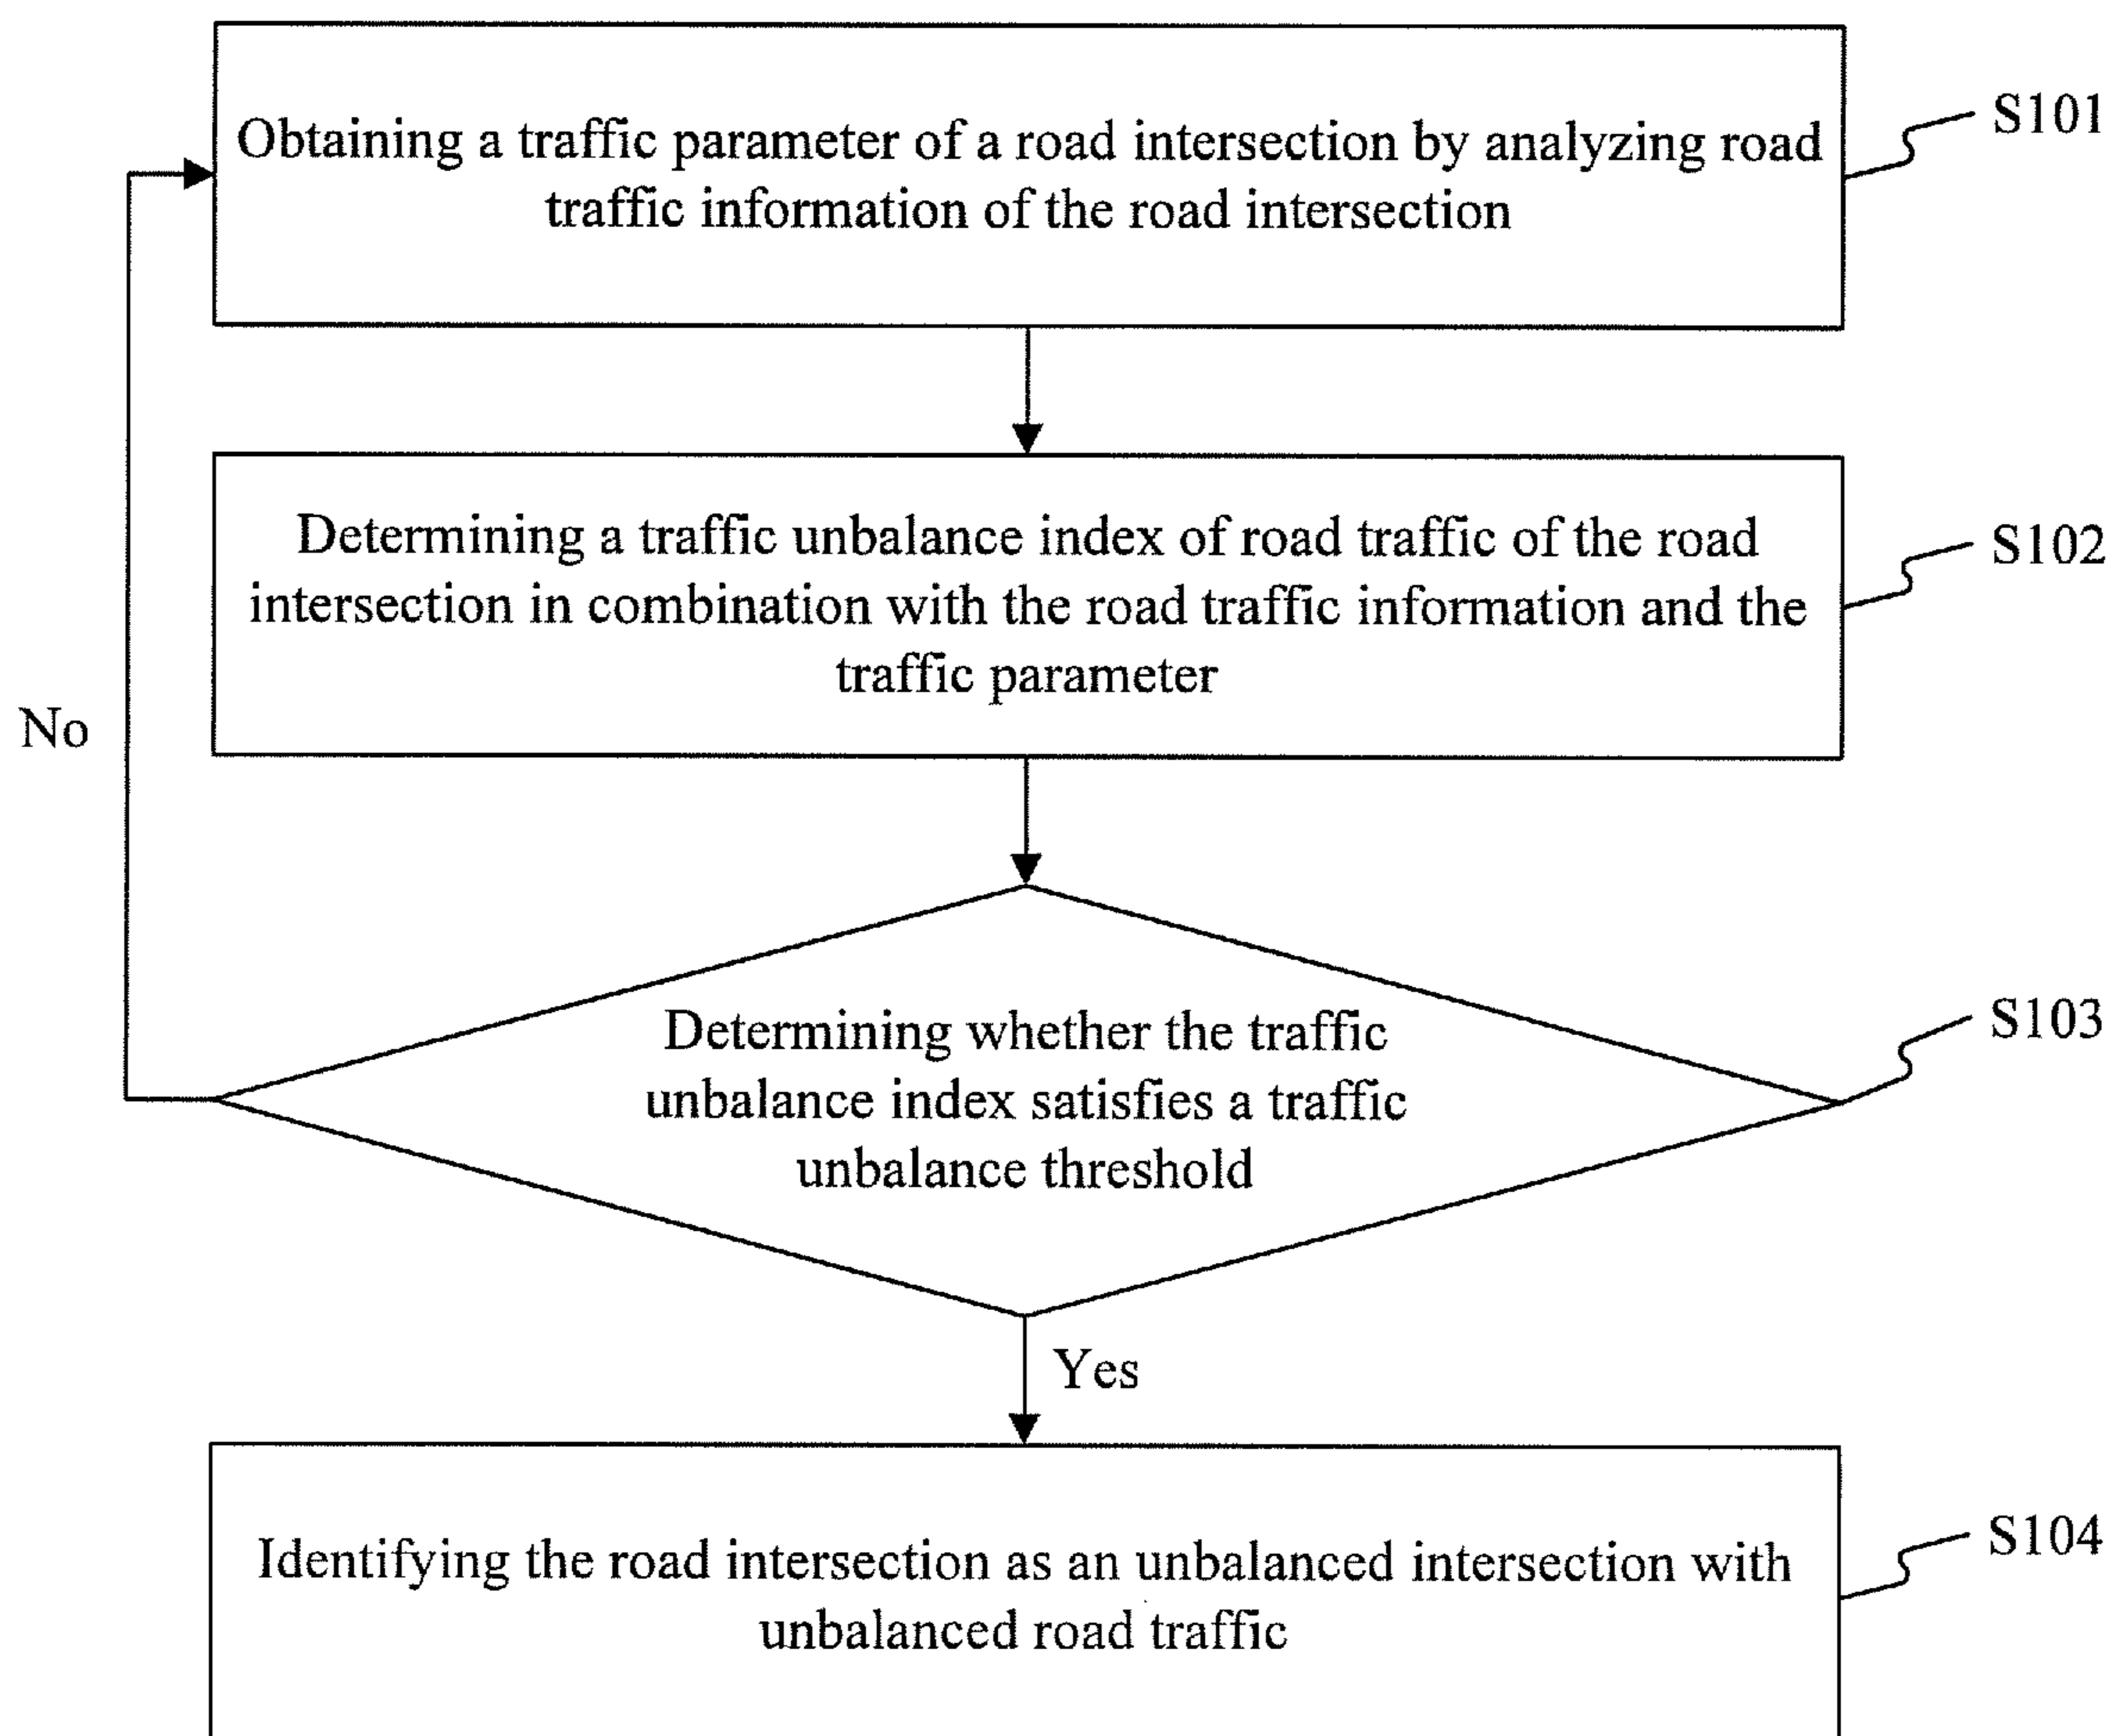 Obtaining a traffic parameter of a road intersection by analyzing road
traffic information of the road intersection
S101
Determining a traffic unbalance index of road traffic of the road
intersection in combination with the road traffic information and the
traffic parameter
S102
No
Determining whether the traffic
unbalance index satisfies a traffic
unbalance threshold
S103
Yes
Identifying the road intersection as an unbalanced intersection with
unbalanced road traffic
S104